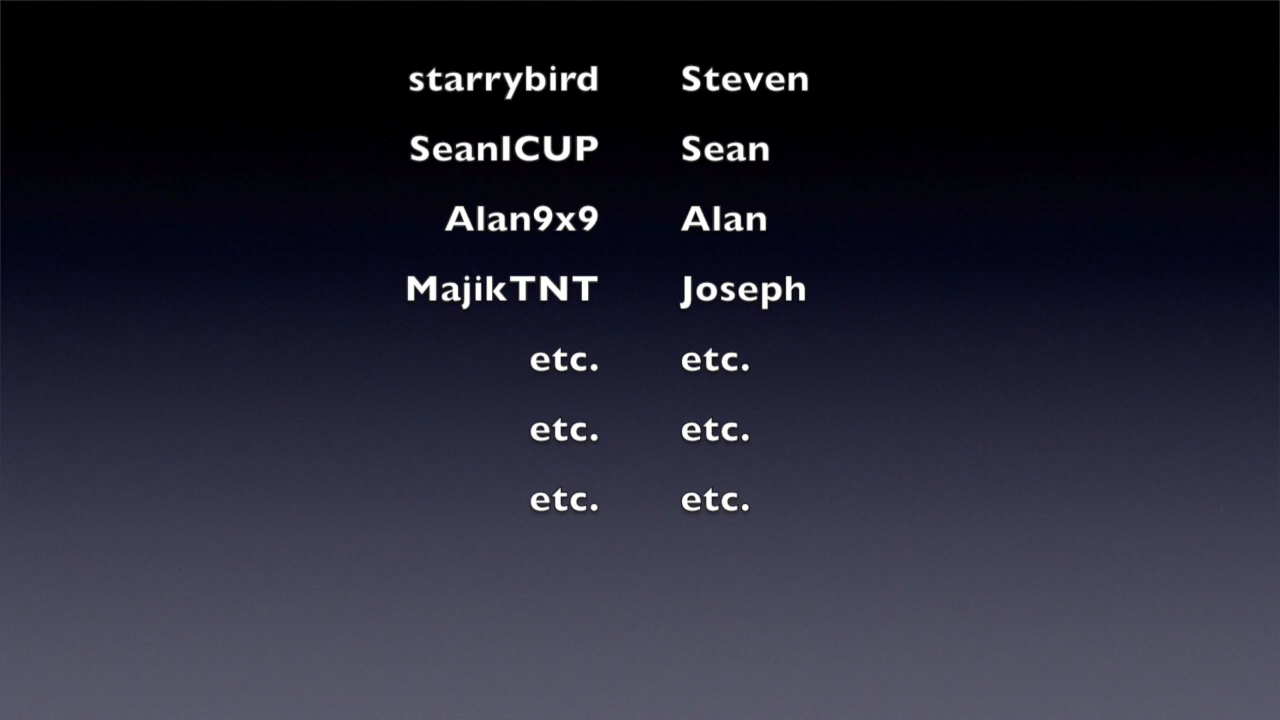 starrybird Steven
SeanICUP Sean
Alan9x9 Alan
MajikTNT Joseph
etc. etc.
etc. etc.
etc. etc.